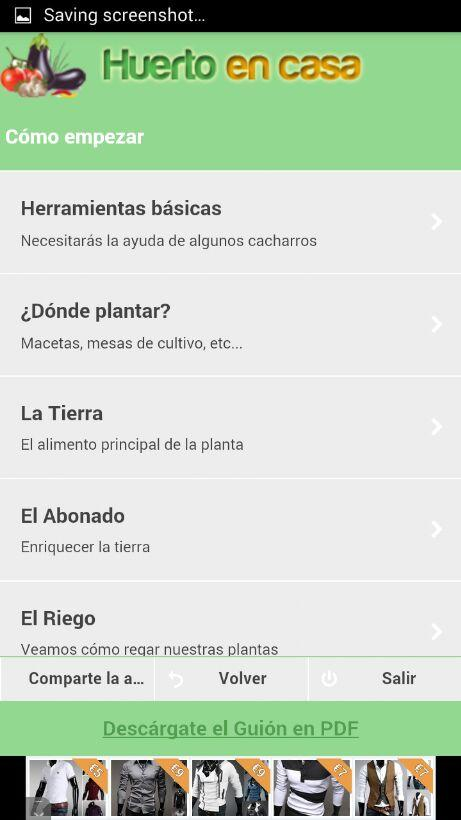 Saving screenshot...
Huerto en casa
Cómo empezar
Herramientas básicas
Necesitarás la ayuda de algunos cacharros
¿Dónde plantar?
Macetas, mesas de cultivo, etc...
La Tierra
El alimento principal de la planta
El Abonado
Enriquecer la tierra
El Riego
Veamos cómo regar nuestras plantas
Comparte la a... Volver Salir
Descárgate el Guión en PDF
€5 €9 €9 €7 €7